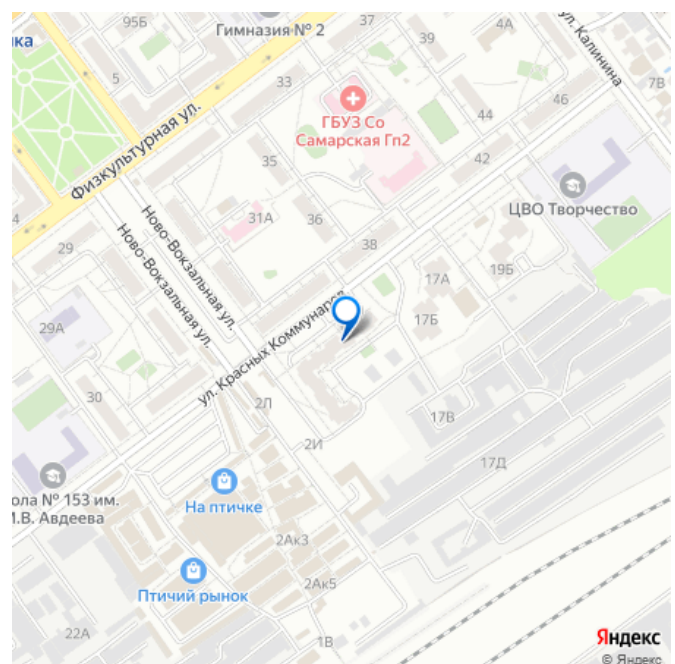 95Б
Гимназия № 2
37
39
4А
ул. Калинина
ика
5
33
7В
46
44
ГБУЗ Со
Самарская Гп2
Физкультурная ул.
35
42
ЦВО Творчество
4
31А
36
38
29
Ново-Вокзальная ул.
Ново-Вокзальная ул.
19Б
17А
17Б
29А
ул. Красных Коммунаров
30
2Л
17В
2И
17Д
ола № 153 им.
И.В. Авдеева
На птичке
2Ак3
Птичий рынок
2Ак5
22А
1В
Яндекс
© Яндекс